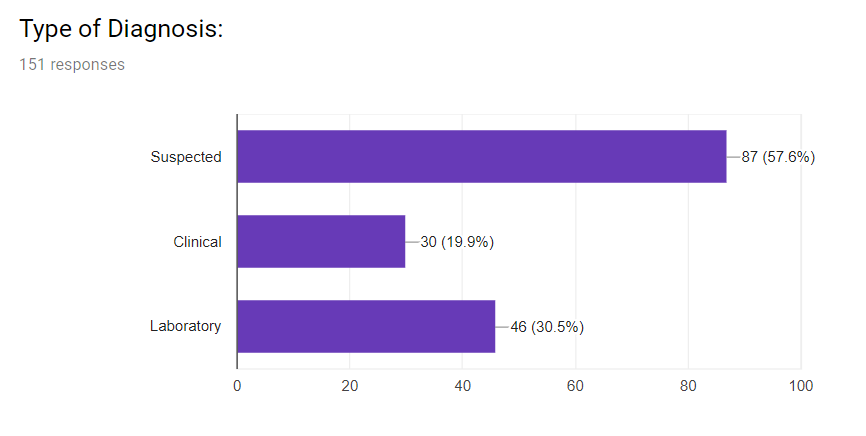 Type of Diagnosis:
151 responses
Suspected
87 (57.6%)
Clinical
30 (19.9%)
Laboratory
46 (30.5%)
0 20 40 60 80 100